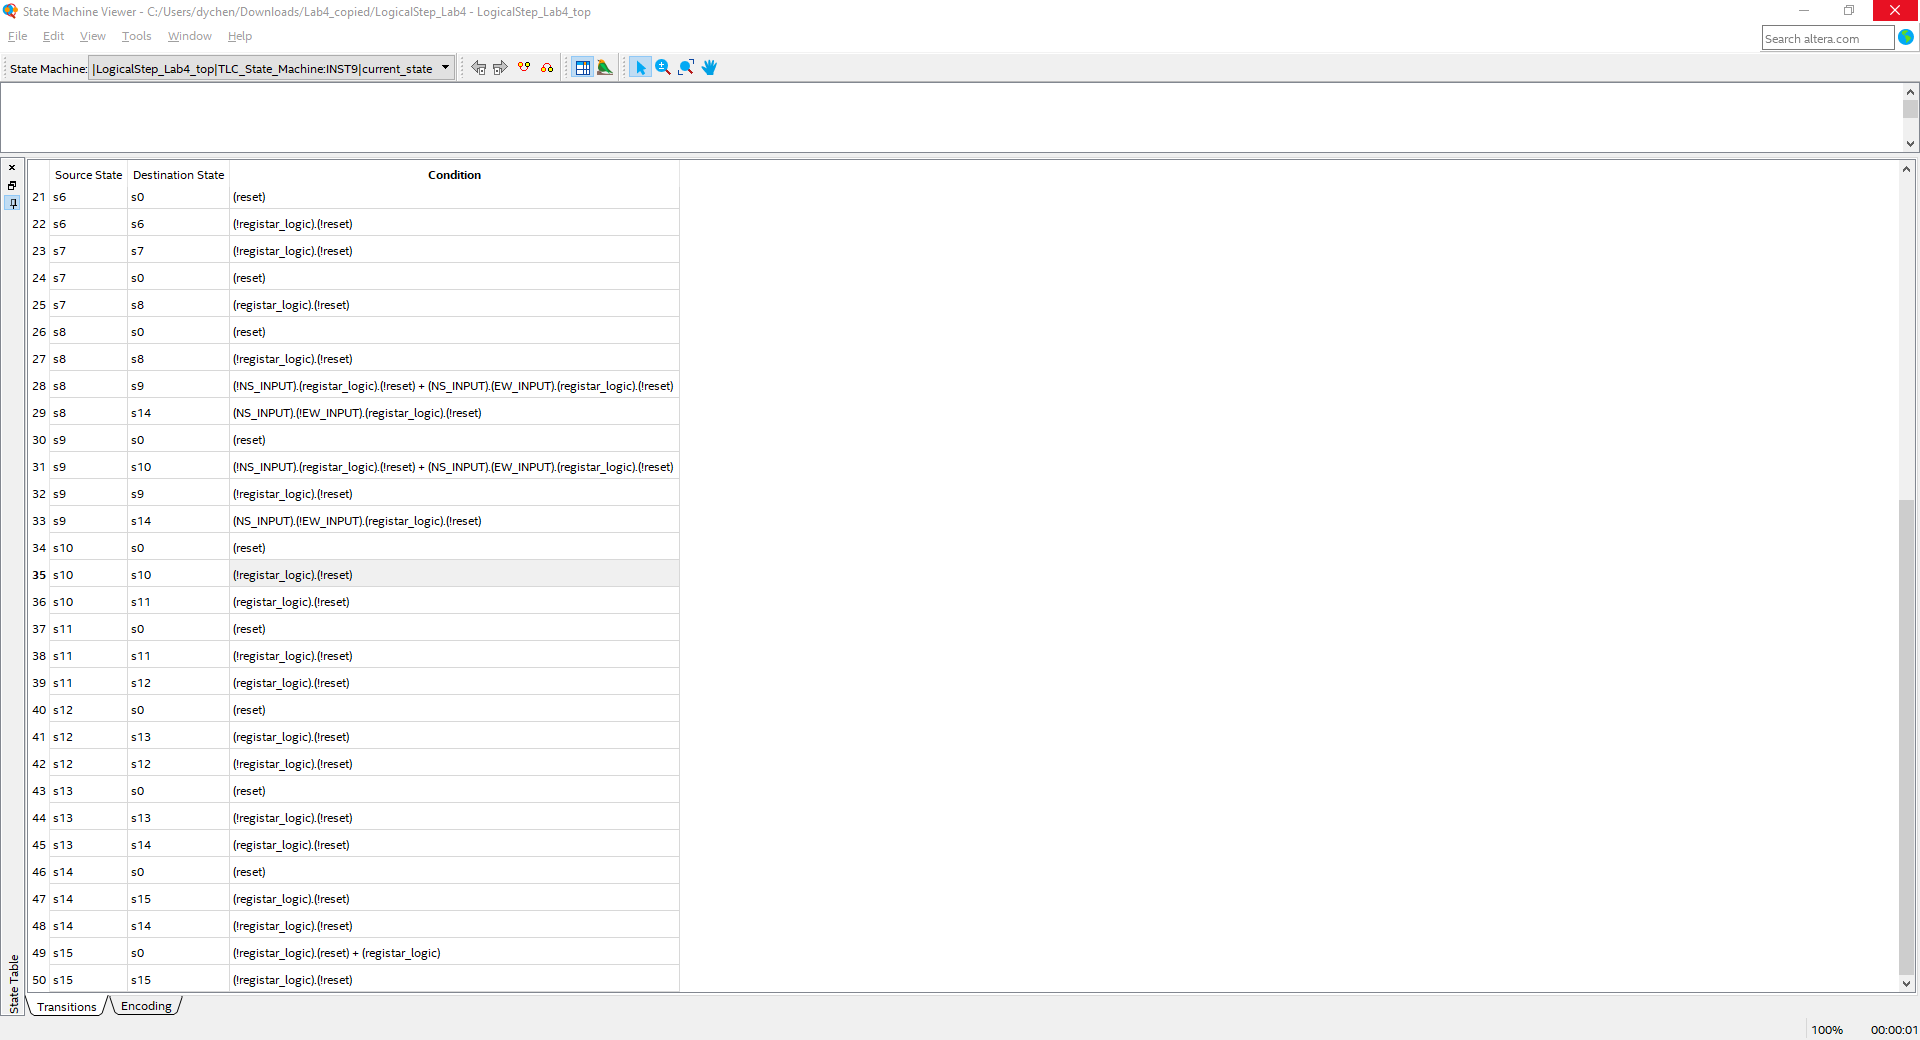 State Machine Viewer - C:/Users/dychen/Downloads/Lab4_copied/LogicalStep_Lab4 - LogicalStep_Lab4_top
File Edit View Tools Window Help
Search altera.com
State Machine: |LogicalStep_Lab4_top|TLC_State_Machine:INST9|current_state
Source State Destination State Condition
21 s6 s0 (reset)
22 s6 s6 (!registar_logic).(!reset)
23 s7 s7 (!registar_logic).(!reset)
24 s7 s0 (reset)
25 s7 s8 (registar_logic).(!reset)
26 s8 s0 (reset)
27 s8 s8 (!registar_logic).(!reset)
28 s8 s9 (!NS_INPUT).(registar_logic).(!reset) + (NS_INPUT).(EW_INPUT).(registar_logic).(!reset)
29 s8 s14 (NS_INPUT).(!EW_INPUT).(registar_logic).(!reset)
30 s9 s0 (reset)
31 s9 s10 (!NS_INPUT).(registar_logic).(!reset) + (NS_INPUT).(EW_INPUT).(registar_logic).(!reset)
32 s9 s9 (!registar_logic).(!reset)
33 s9 s14 (NS_INPUT).(!EW_INPUT).(registar_logic).(!reset)
34 s10 s0 (reset)
35 s10 s10 (!registar_logic).(!reset)
36 s10 s11 (registar_logic).(!reset)
37 s11 s0 (reset)
38 s11 s11 (!registar_logic).(!reset)
39 s11 s12 (registar_logic).(!reset)
40 s12 s0 (reset)
41 s12 s13 (registar_logic).(!reset)
42 s12 s12 (!registar_logic).(!reset)
43 s13 s0 (reset)
44 s13 s13 (!registar_logic).(!reset)
45 s13 s14 (registar_logic).(!reset)
46 s14 s0 (reset)
47 s14 s15 (registar_logic).(!reset)
48 s14 s14 (!registar_logic).(!reset)
49 s15 s0 (!registar_logic).(reset) + (registar_logic)
50 s15 s15 (!registar_logic).(!reset)
State Table
Transitions Encoding
100% 00:00:01